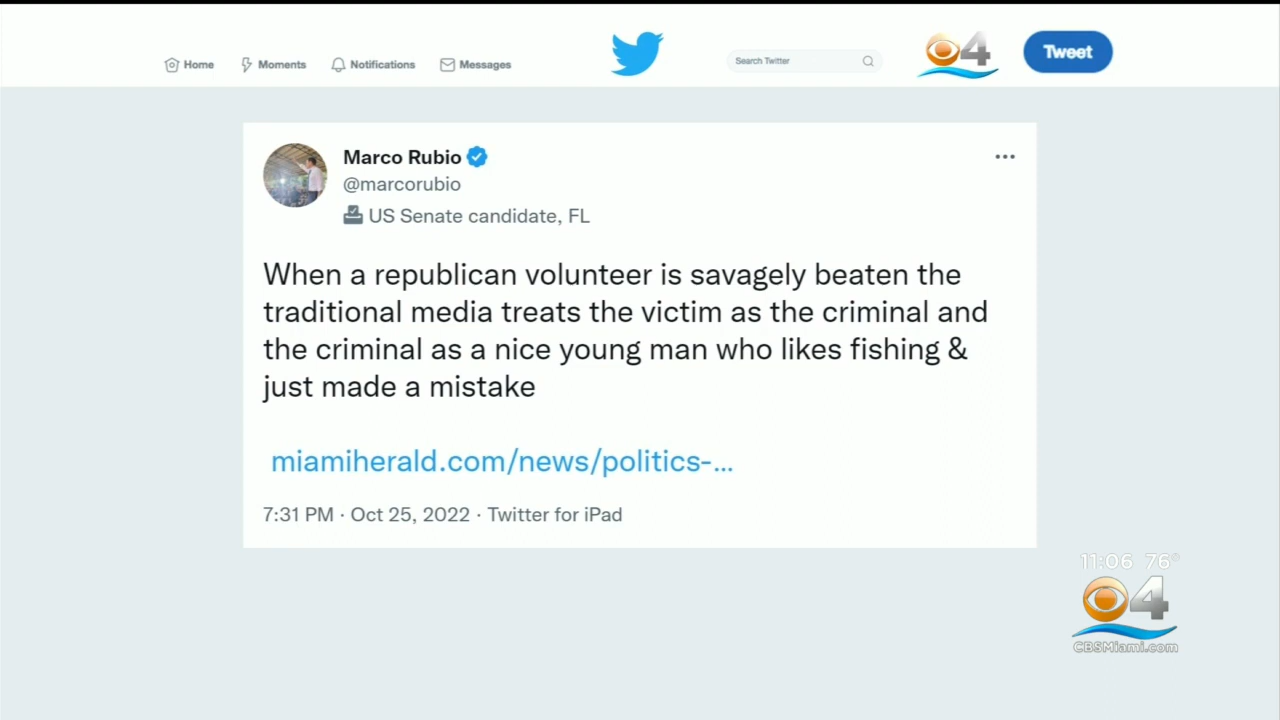 Home Moments Notifications Messages Search Twitter 4 Tweet
Marco Rubio
@marcorubio
US Senate candidate, FL
When a republican volunteer is savagely beaten the
traditional media treats the victim as the criminal and
the criminal as a nice young man who likes fishing &
just made a mistake
miamiherald.com/news/politics-...
7:31 PM · Oct 25, 2022 · Twitter for iPad
11:06 76°
4
CBSMiami.com